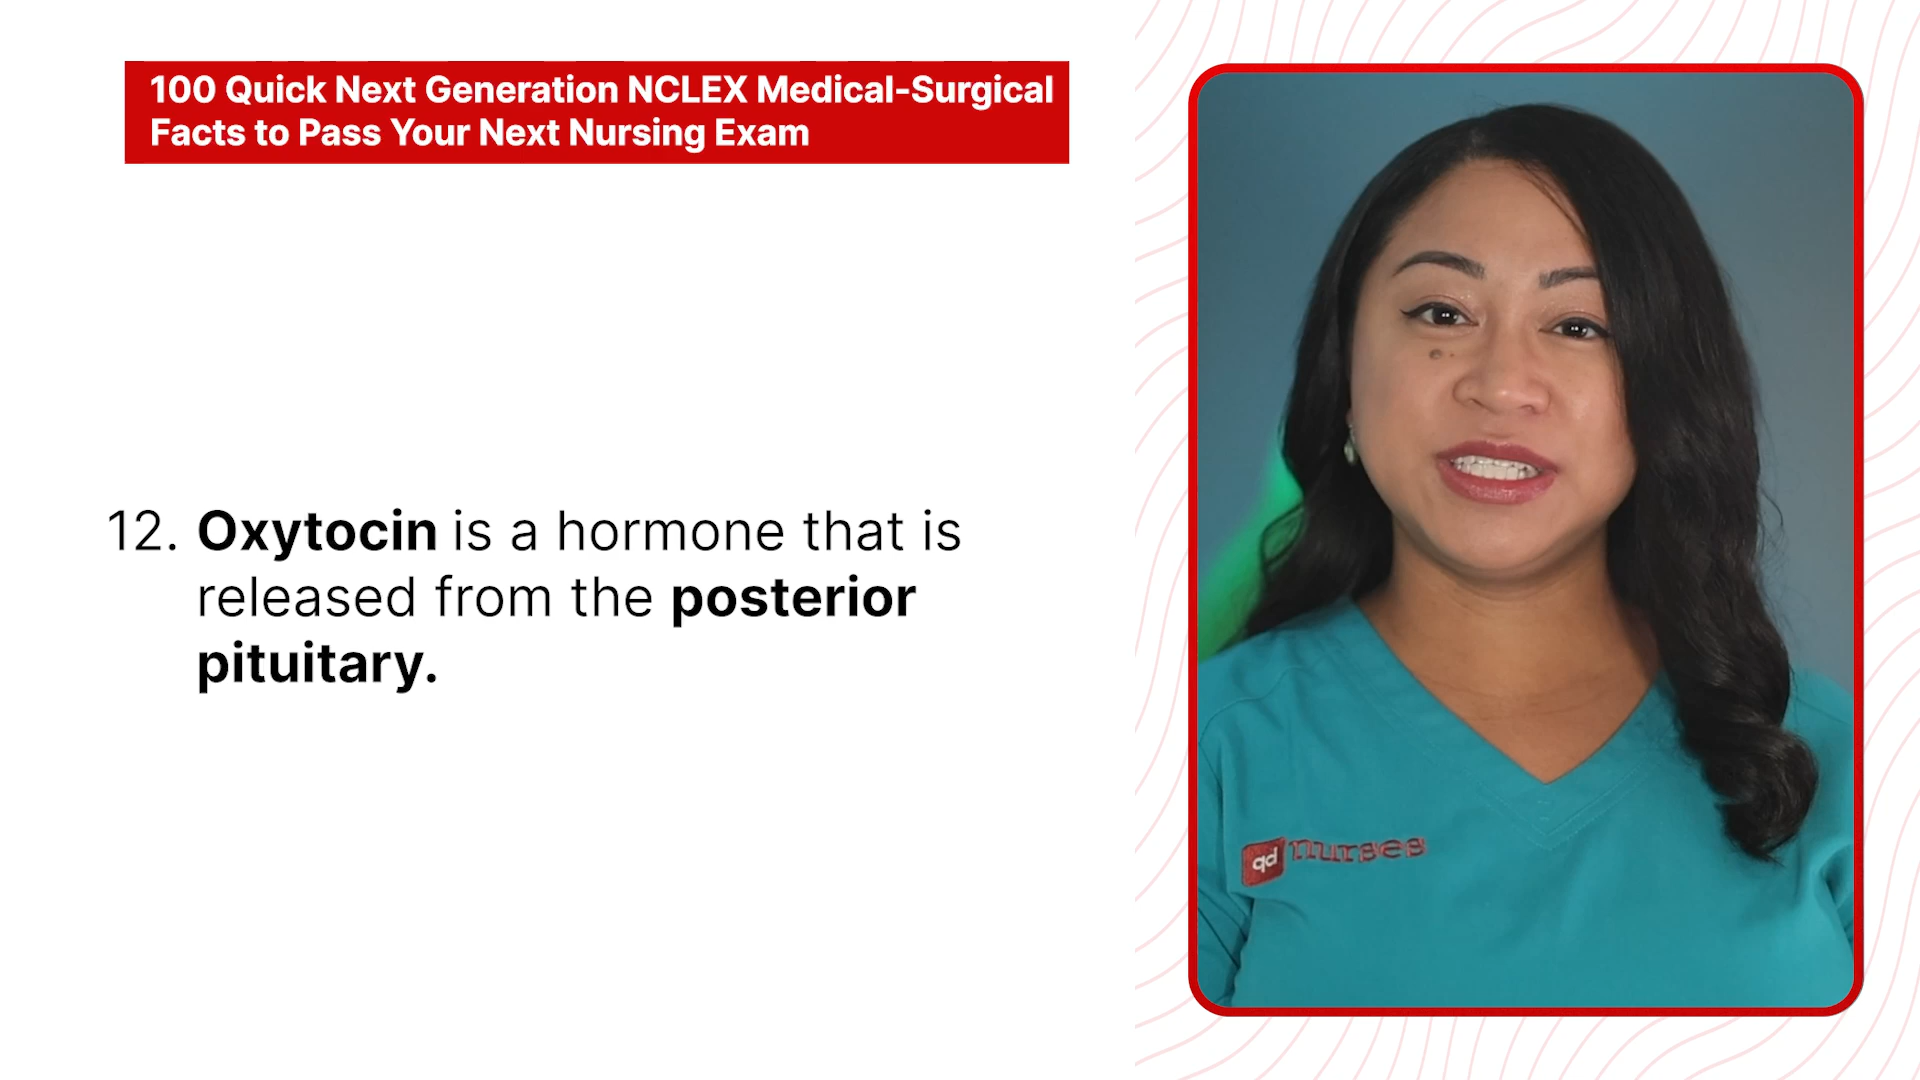 100 Quick Next Generation NCLEX Medical-Surgical
Facts to Pass Your Next Nursing Exam
12. Oxytocin is a hormone that is
released from the posterior
pituitary.
qd nurses